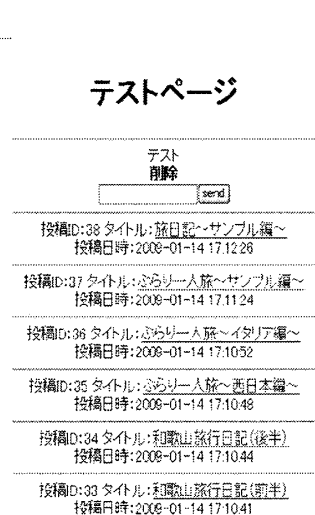 テストページ
テスト
削除
send
投稿ID:38 タイトル:旅日記～サンプル編～
投稿日時:2009-01-14 17:12:26
投稿ID:37 タイトル:ぶらり一人旅～サンプル編～
投稿日時:2009-01-14 17:11:24
投稿ID:36 タイトル:ぶらり一人旅～イタリア編～
投稿日時:2009-01-14 17:10:52
投稿ID:35 タイトル:ぶらり一人旅～西日本編～
投稿日時:2009-01-14 17:10:48
投稿ID:34 タイトル:和歌山旅行日記(後半)
投稿日時:2009-01-14 17:10:44
投稿ID:33 タイトル:和歌山旅行日記(前半)
投稿日時:2009-01-14 17:10:41